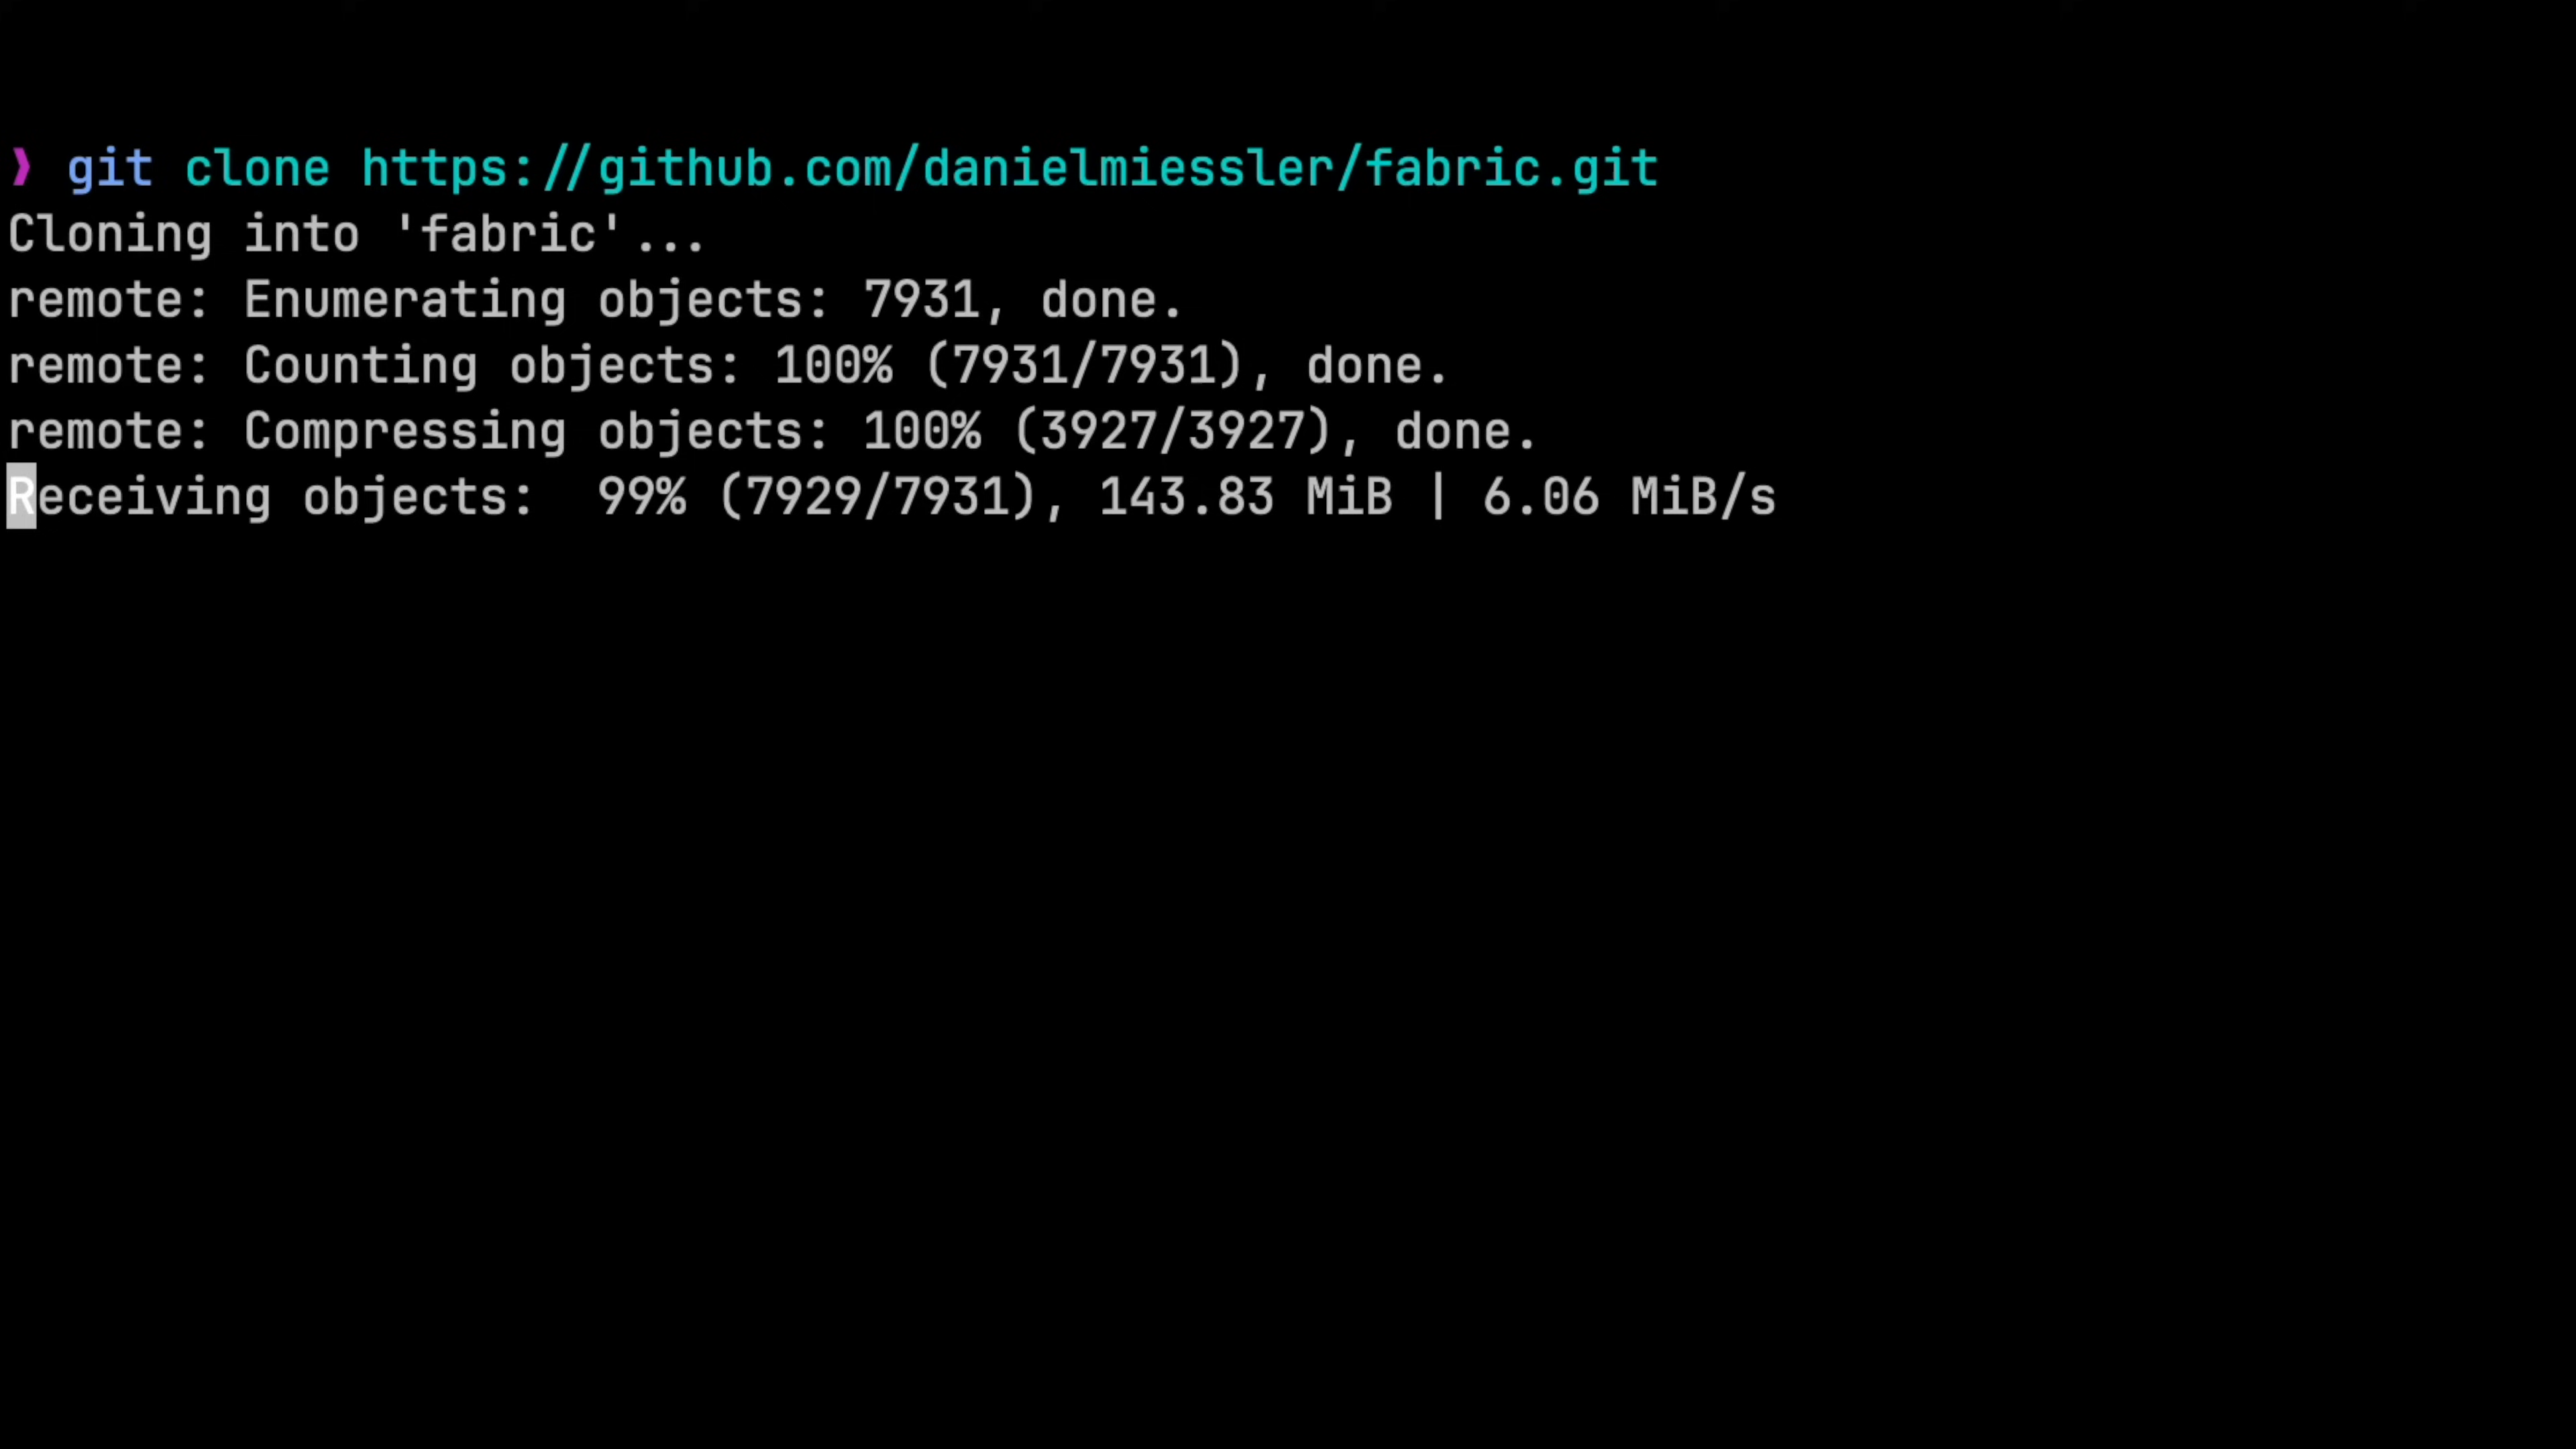 ❯ git clone https://github.com/danielmiessler/fabric.git
Cloning into 'fabric'...
remote: Enumerating objects: 7931, done.
remote: Counting objects: 100% (7931/7931), done.
remote: Compressing objects: 100% (3927/3927), done.
Receiving objects:  99% (7929/7931), 143.83 MiB | 6.06 MiB/s